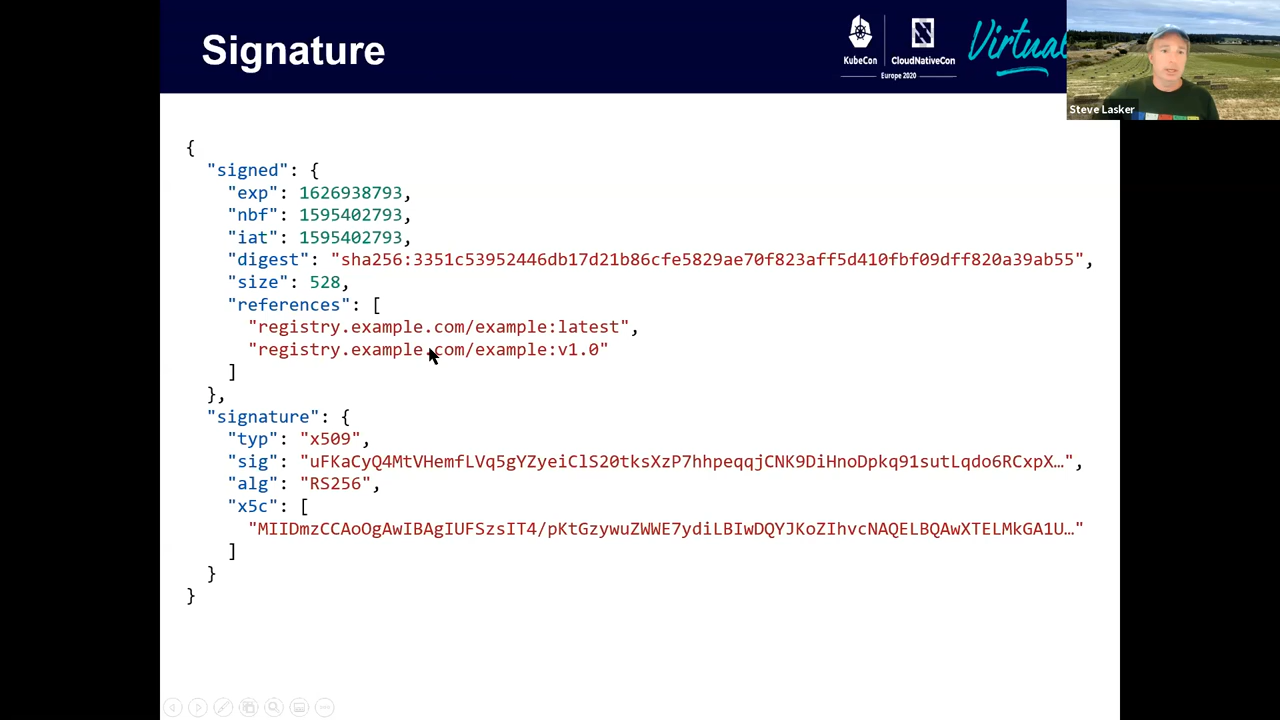 Signature
KubeCon
CloudNativeCon
Europe 2020
Virtual
Steve Lasker
{
"signed": {
"exp": 1626938793,
"nbf": 1595402793,
"iat": 1595402793,
"digest": "sha256:3351c53952446db17d21b86cfe5829ae70f823aff5d410fbf09dff820a39ab55",
"size": 528,
"references": [
"registry.example.com/example:latest",
"registry.example.com/example:v1.0"
]
},
"signature": {
"typ": "x509",
"sig": "uFKaCyQ4MtVHemfLVq5gYZyeiClS20tksXzP7hhpeqqjCNK9DiHnoDpkq91sutLqdo6RCxpX…",
"alg": "RS256",
"x5c": [
"MIIDmzCCAoOgAwIBAgIUFSzsIT4/pKtGzywuZWWE7ydiLBIwDQYJKoZIhvcNAQELBQAwXTELMkGA1U…"
]
}
}